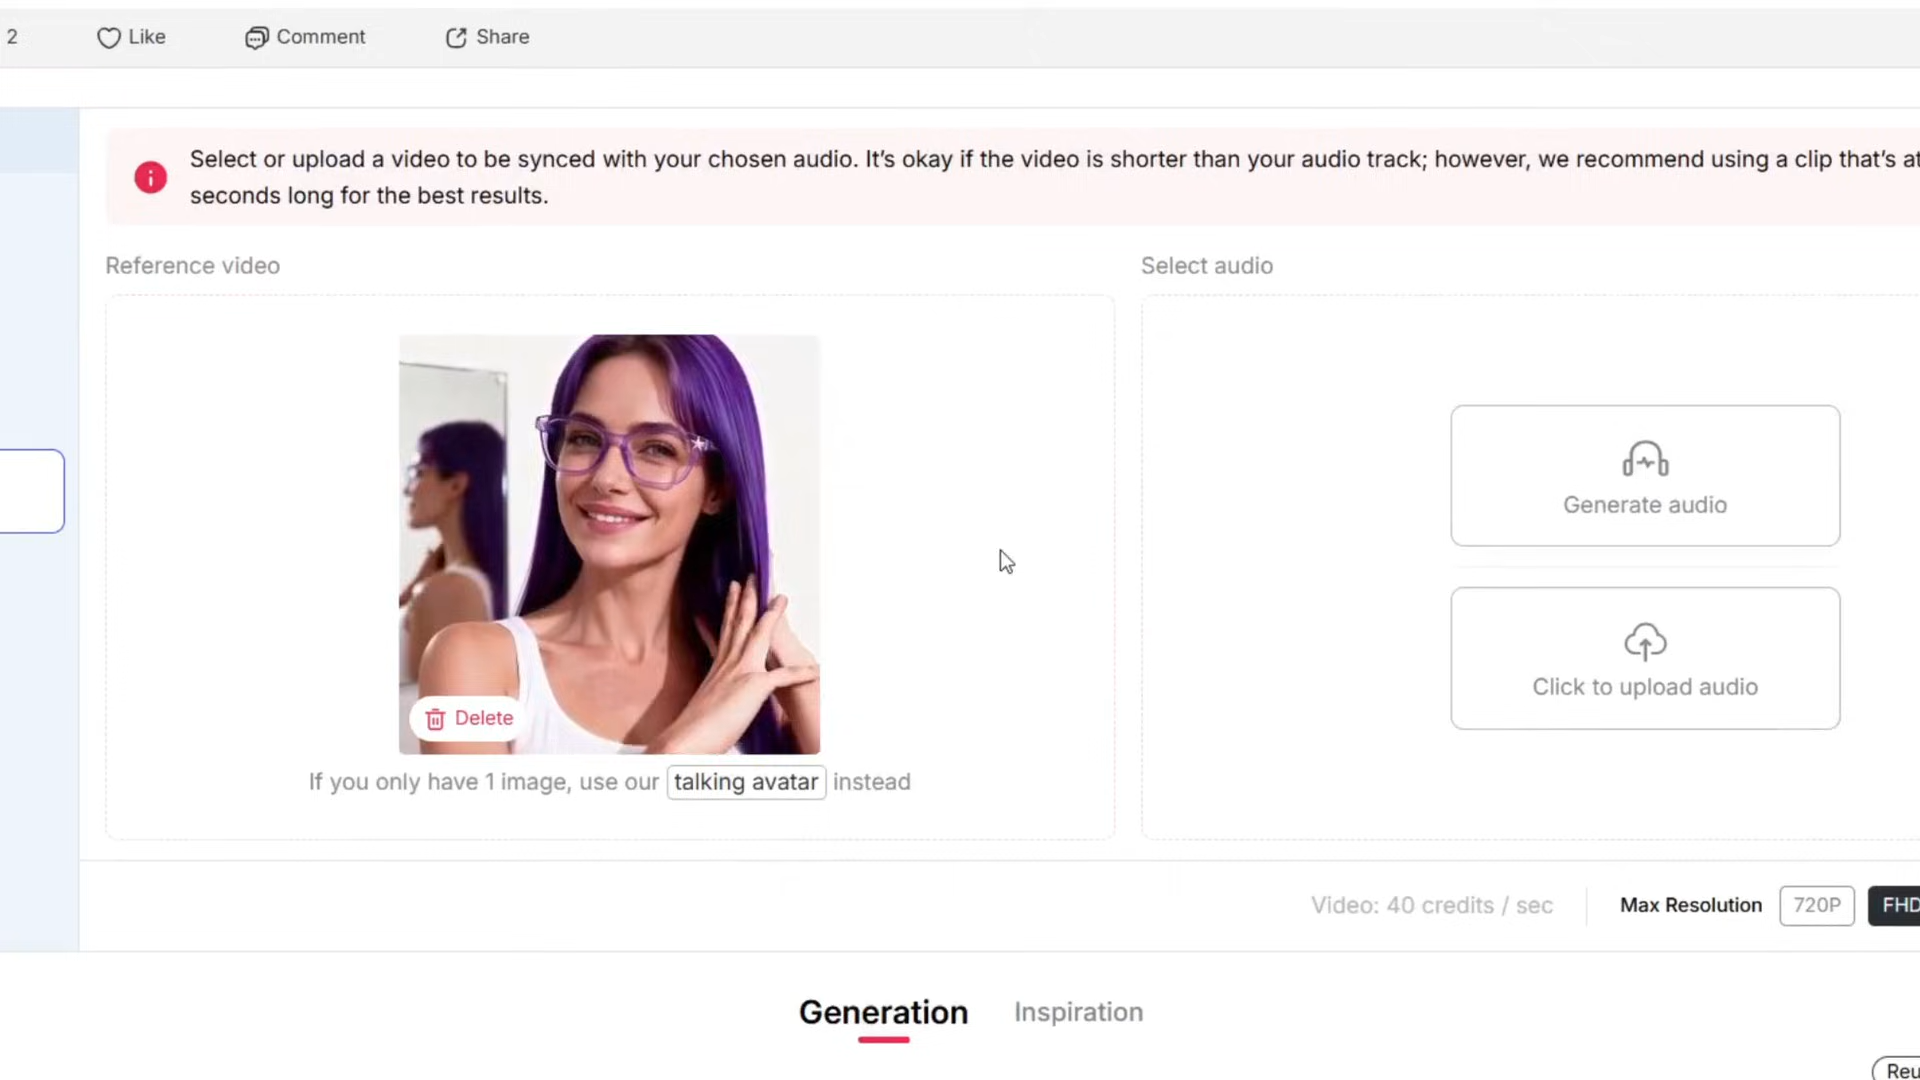 2 Like Comment Share
Select or upload a video to be synced with your chosen audio. It’s okay if the video is shorter than your audio track; however, we recommend using a clip that’s at
seconds long for the best results.
Reference video
Select audio
Generate audio
Click to upload audio
Delete
If you only have 1 image, use our talking avatar instead
Video: 40 credits / sec Max Resolution 720P FHD
Generation Inspiration
Reu